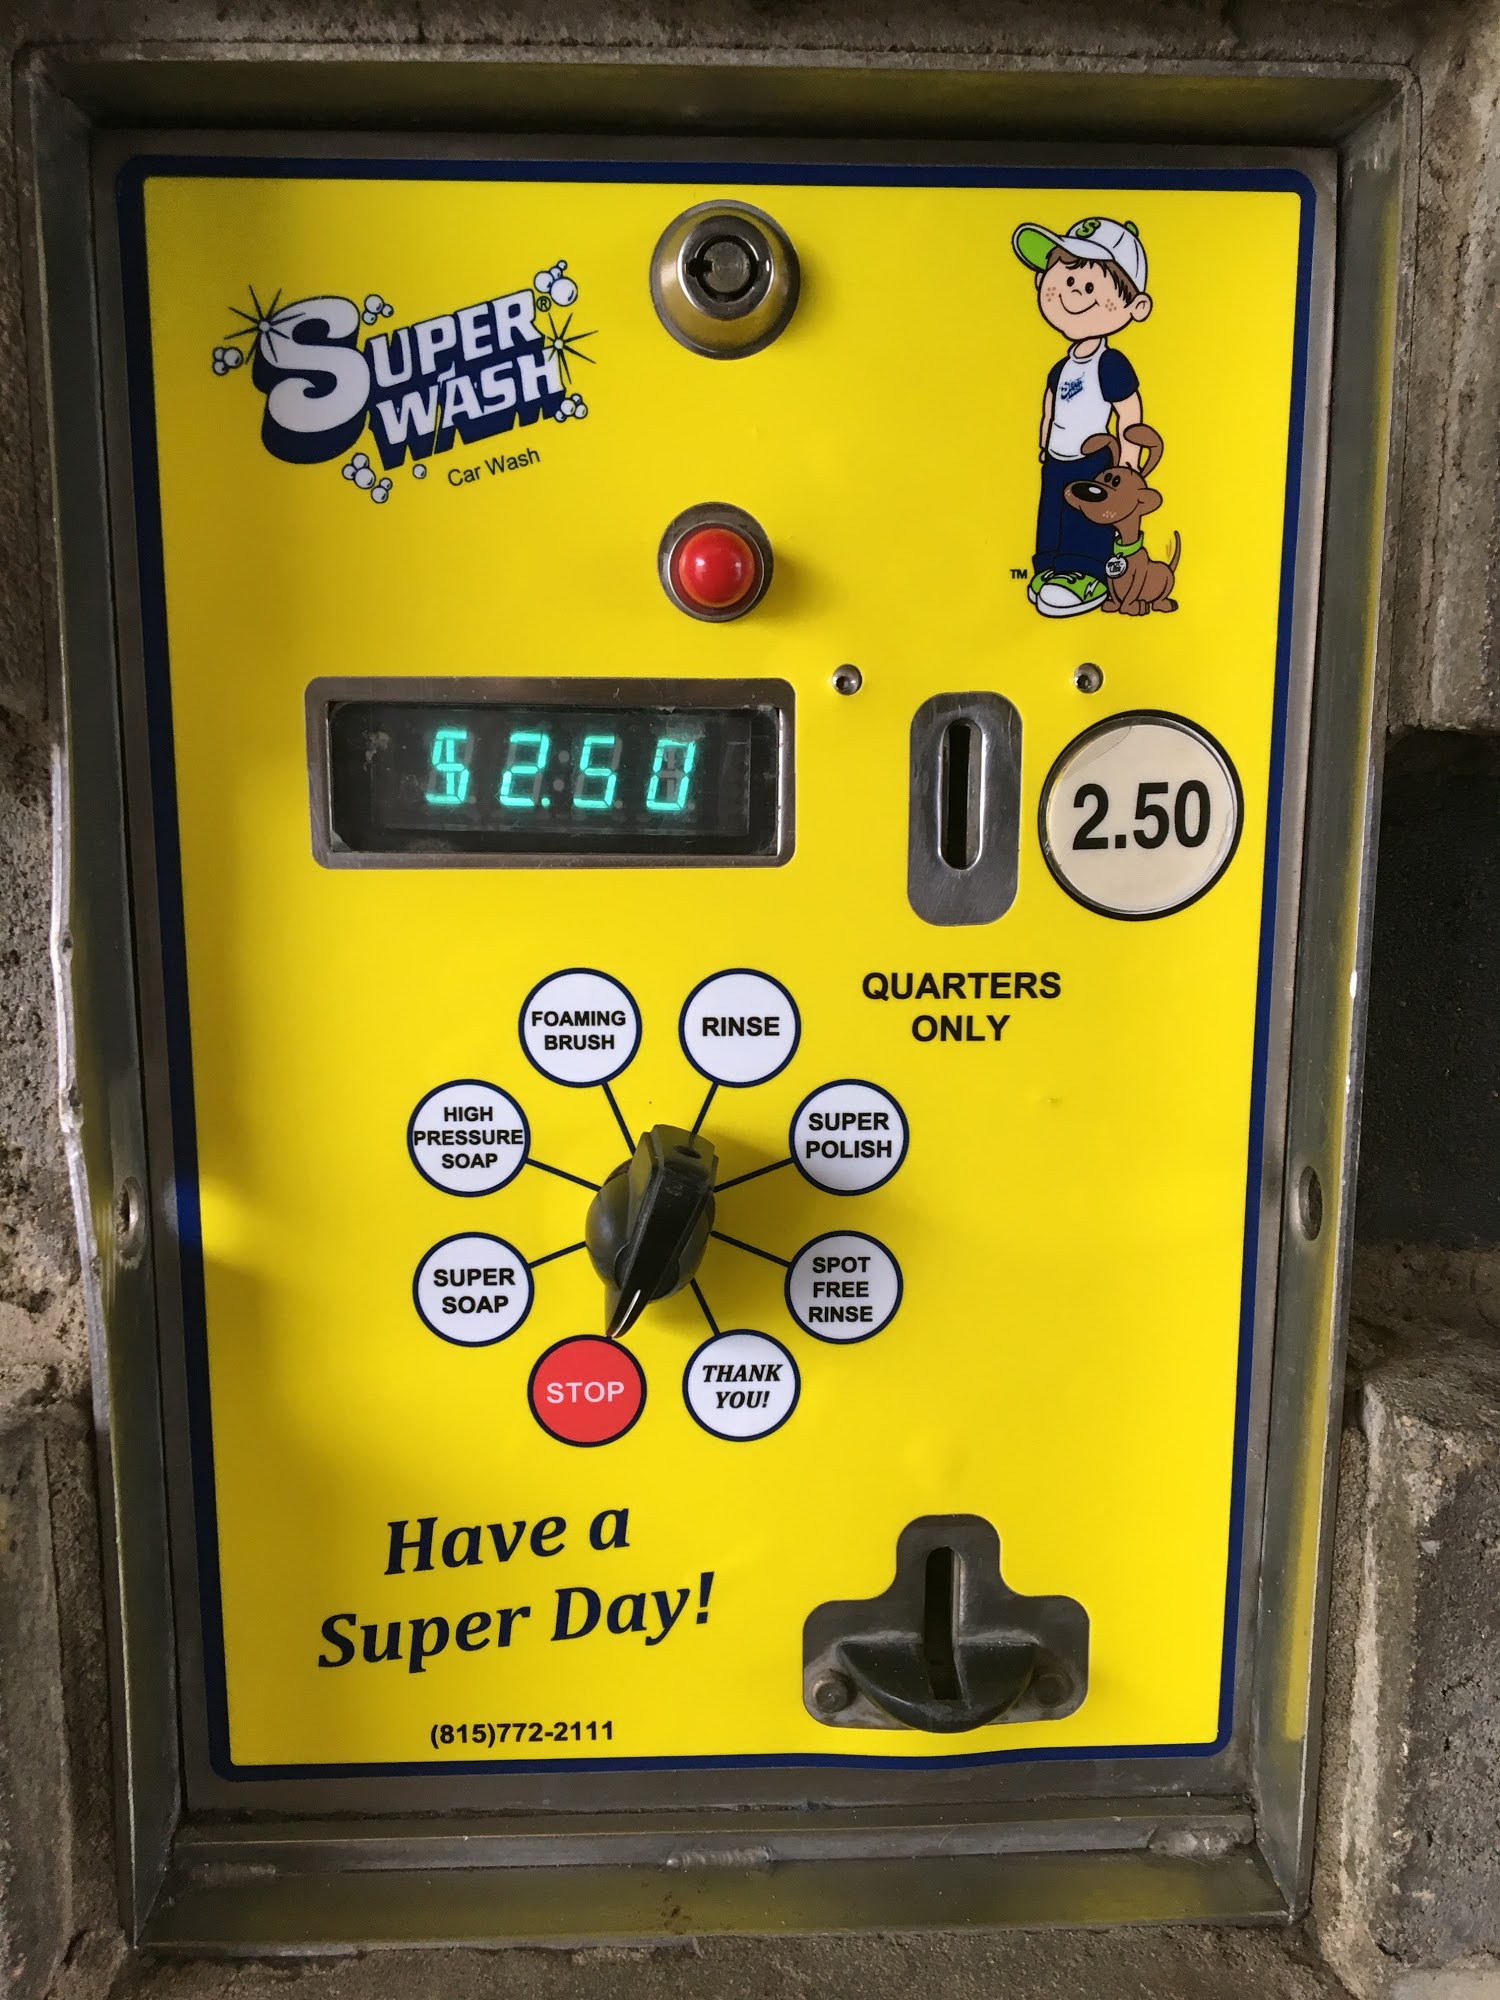 SUPER®
WASH
Car Wash
S
TM
$2.50
2.50
QUARTERS
ONLY
FOAMING
BRUSH
RINSE
HIGH
PRESSURE
SOAP
SUPER
POLISH
SUPER
SOAP
SPOT
FREE
RINSE
STOP
THANK
YOU!
Have a
Super Day!
(815)772-2111